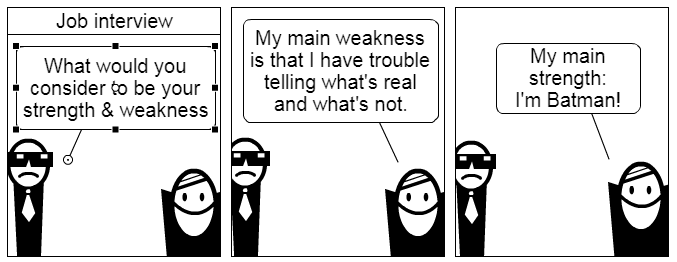 Job interview
What would you
consider to be your
strength & weakness
My main weakness
is that I have trouble
telling what's real
and what's not.
My main
strength:
I'm Batman!